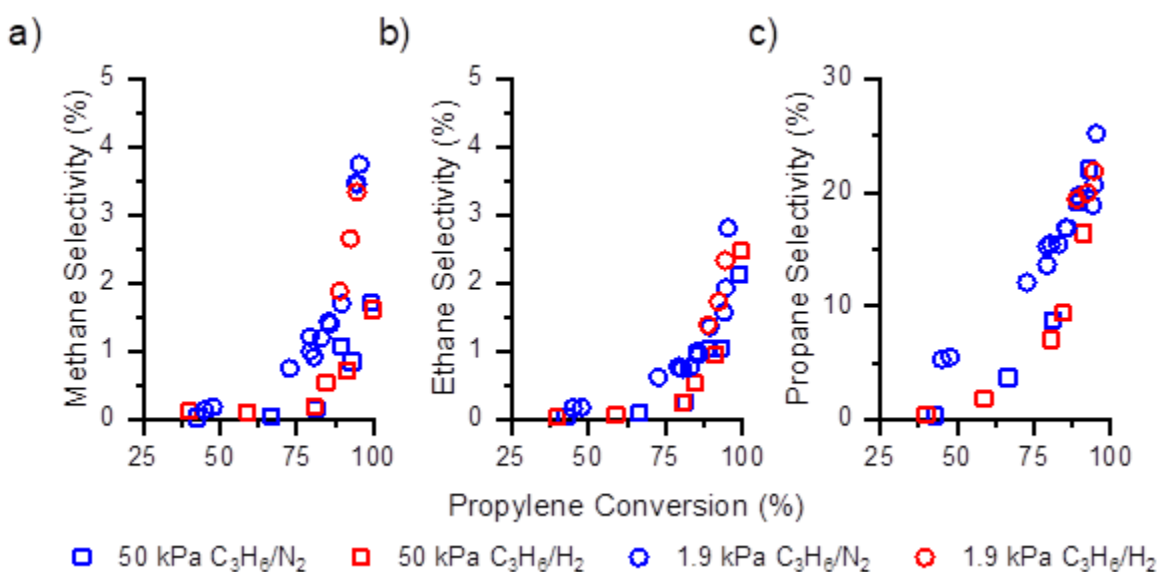 a)
b)
c)
Methane Selectivity (%)
5
4
3
2
1
0
25
50
75
100
Ethane Selectivity (%)
5
4
3
2
1
0
25
50
75
100
Propane Selectivity (%)
30
20
10
0
25
50
75
100
Propylene Conversion (%)
50 kPa C₃H₆/N₂
50 kPa C₃H₆/H₂
1.9 kPa C₃H₆/N₂
1.9 kPa C₃H₆/H₂